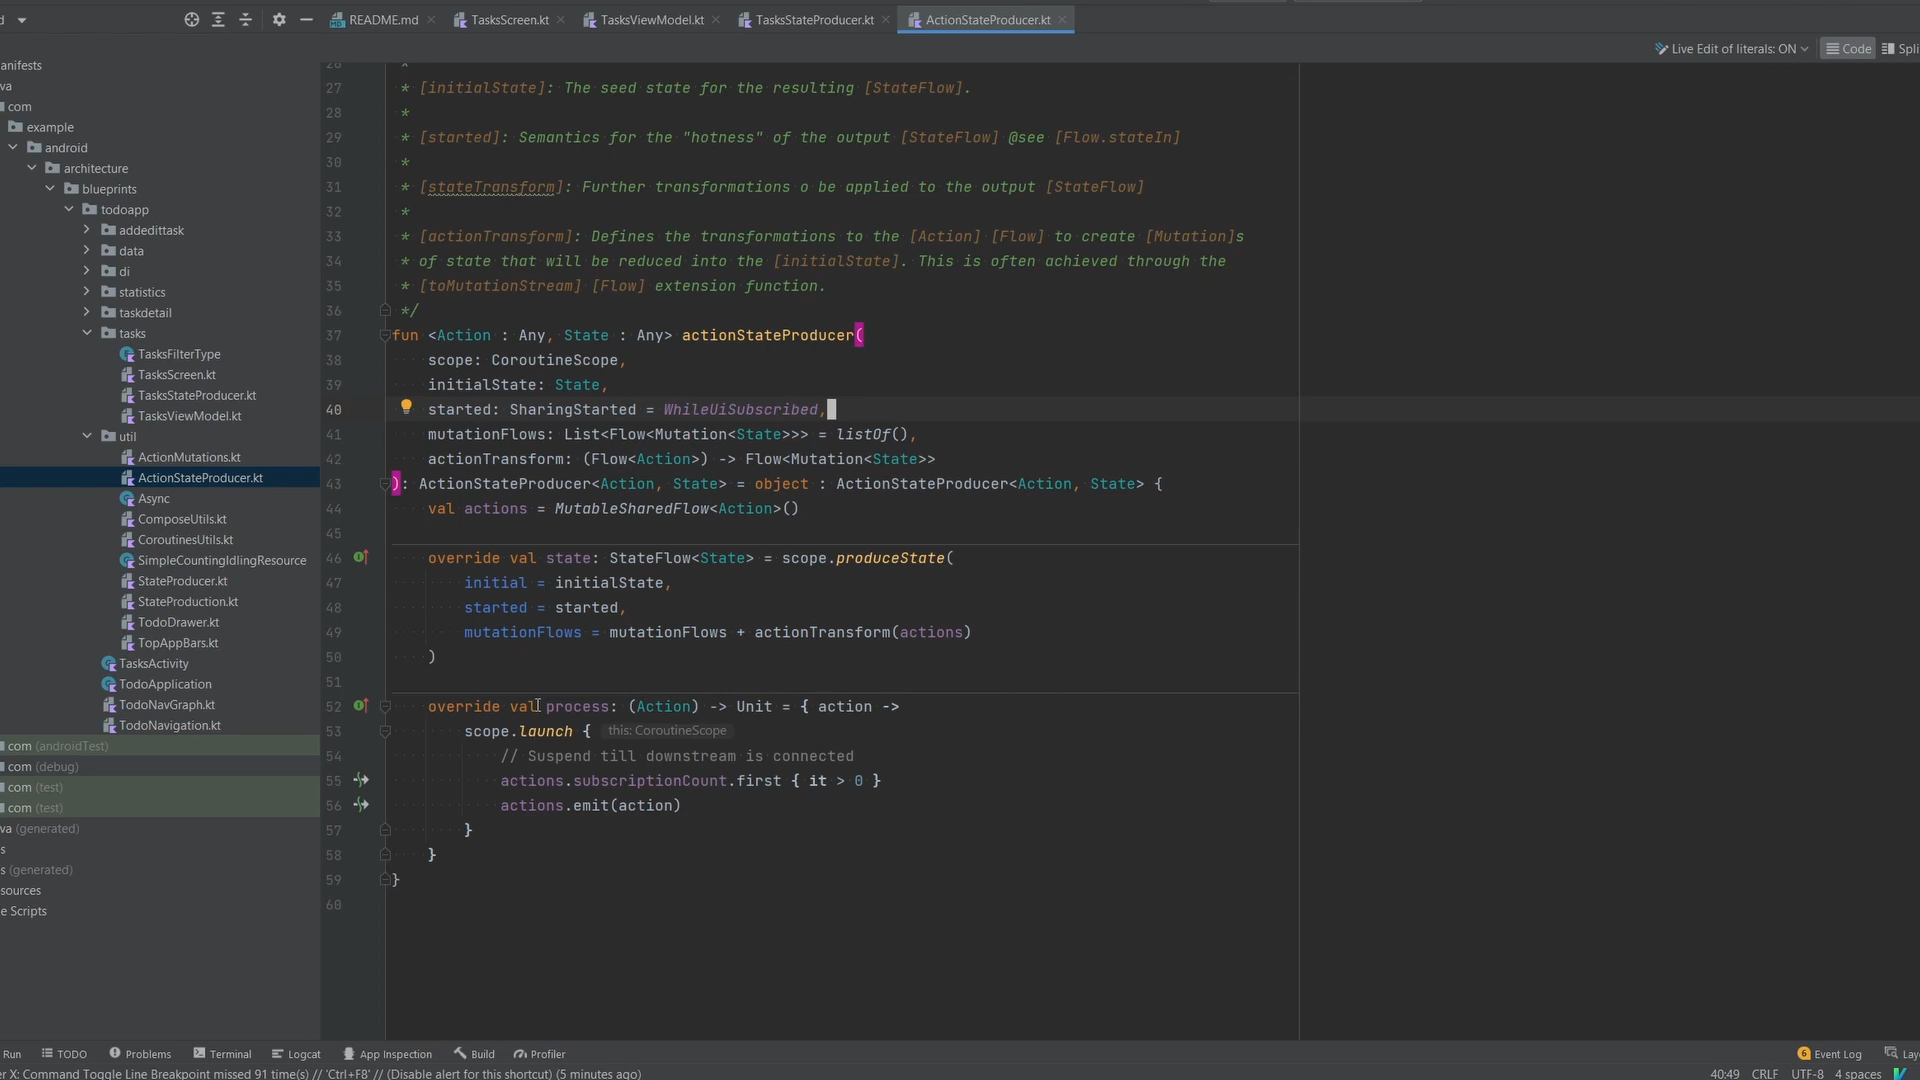 README.md
TasksScreen.kt
TasksViewModel.kt
TasksStateProducer.kt
ActionStateProducer.kt
Live Edit of literals: ON
Code
Spli
anifests
va
com
example
android
architecture
blueprints
todoapp
addedittask
data
di
statistics
taskdetail
tasks
TasksFilterType
TasksScreen.kt
TasksStateProducer.kt
TasksViewModel.kt
util
ActionMutations.kt
ActionStateProducer.kt
Async
ComposeUtils.kt
CoroutinesUtils.kt
SimpleCountingIdlingResource
StateProducer.kt
StateProduction.kt
TodoDrawer.kt
TopAppBars.kt
TasksActivity
TodoApplication
TodoNavGraph.kt
TodoNavigation.kt
com (androidTest)
com (debug)
com (test)
com (test)
va (generated)
s
s (generated)
sources
e Scripts
27 * [initialState]: The seed state for the resulting [StateFlow].
28 *
29 * [started]: Semantics for the "hotness" of the output [StateFlow] @see [Flow.stateIn]
30 *
31 * [stateTransform]: Further transformations o be applied to the output [StateFlow]
32 *
33 * [actionTransform]: Defines the transformations to the [Action] [Flow] to create [Mutation]s
34 * of state that will be reduced into the [initialState]. This is often achieved through the
35 * [toMutationStream] [Flow] extension function.
36 */
37 fun <Action : Any, State : Any> actionStateProducer(
38 scope: CoroutineScope,
39 initialState: State,
40 started: SharingStarted = WhileUiSubscribed,
41 mutationFlows: List<Flow<Mutation<State>>> = listOf(),
42 actionTransform: (Flow<Action>) -> Flow<Mutation<State>>
43 ): ActionStateProducer<Action, State> = object : ActionStateProducer<Action, State> {
44 val actions = MutableSharedFlow<Action>()
45
46 override val state: StateFlow<State> = scope.produceState(
47 initial = initialState,
48 started = started,
49 mutationFlows = mutationFlows + actionTransform(actions)
50 )
51
52 override val process: (Action) -> Unit = { action ->
53 scope.launch { this: CoroutineScope
54 // Suspend till downstream is connected
55 actions.subscriptionCount.first { it > 0 }
56 actions.emit(action)
57 }
58 }
59 }
60
Run
TODO
Problems
Terminal
Logcat
App Inspection
Build
Profiler
6 Event Log
Lay
r X: Command Toggle Line Breakpoint missed 91 time(s) // 'Ctrl+F8' // (Disable alert for this shortcut) (5 minutes ago)
40:49 CRLF UTF-8 4 spaces